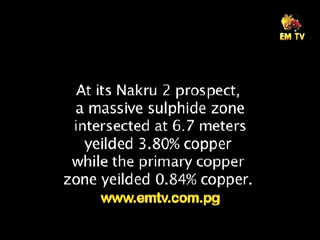 EM TV
At its Nakru 2 prospect,
a massive sulphide zone
intersected at 6.7 meters
yeilded 3.80% copper
while the primary copper
zone yeilded 0.84% copper.
www.emtv.com.pg